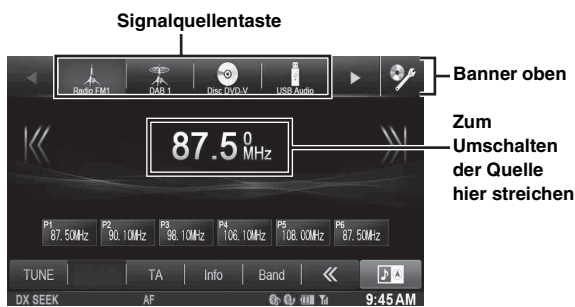 Signalquellentaste
Radio FM1 DAB 1 Disc DVD-V USB Audio
Banner oben
87.5 0 MHz
Zum
Umschalten
der Quelle
hier streichen
P1 87. 50MHz P2 90. 10MHz P3 98. 10MHz P4 106. 10MHz P5 108. 00MHz P6 87. 50MHz
TUNE TA Info Band
DX SEEK AF 9:45 AM